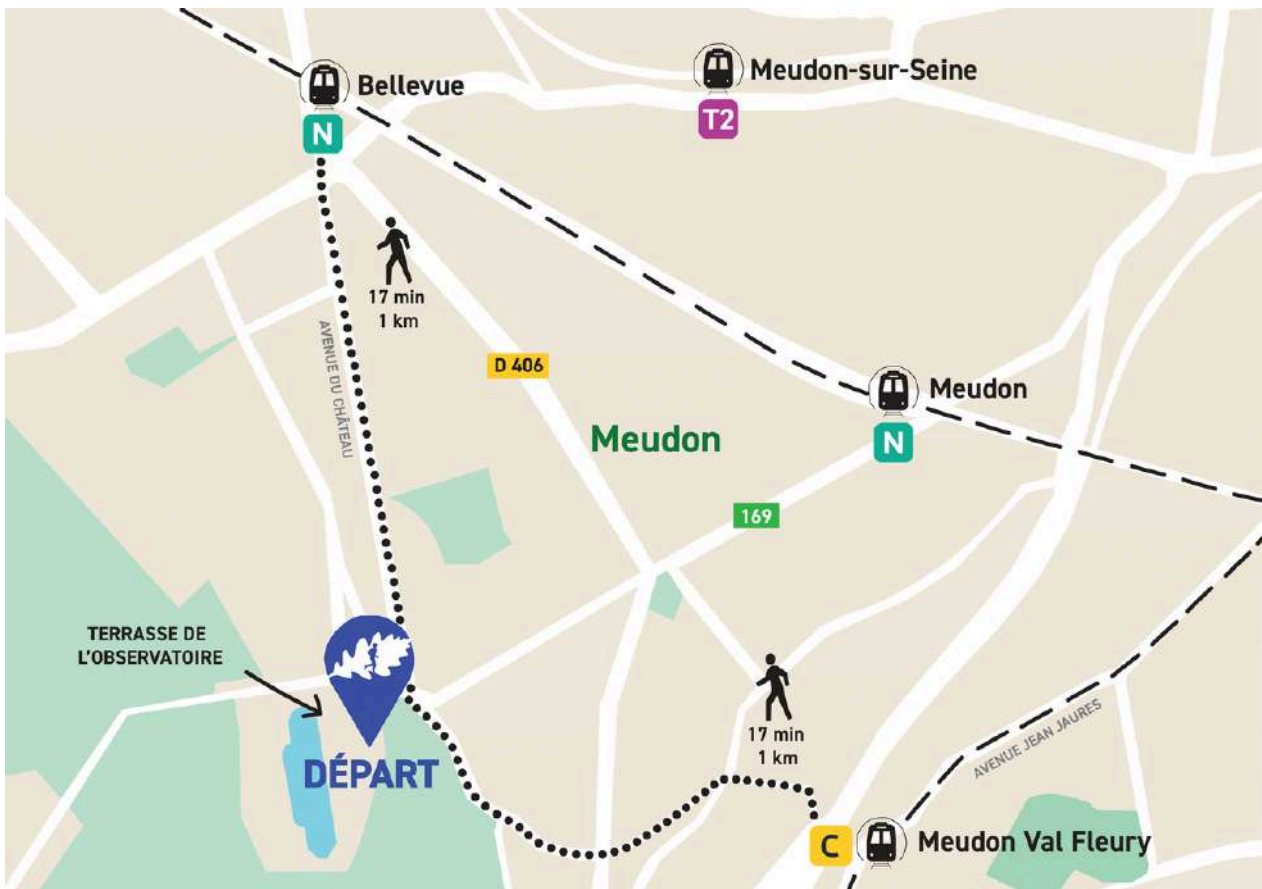 Bellevue
N
Meudon-sur-Seine
T2
17 min
1 km
AVENUE DU CHÂTEAU
D 406
Meudon
Meudon
N
169
TERRASSE DE
L'OBSERVATOIRE
DÉPART
17 min
1 km
AVENUE JEAN JAURES
C
Meudon Val Fleury